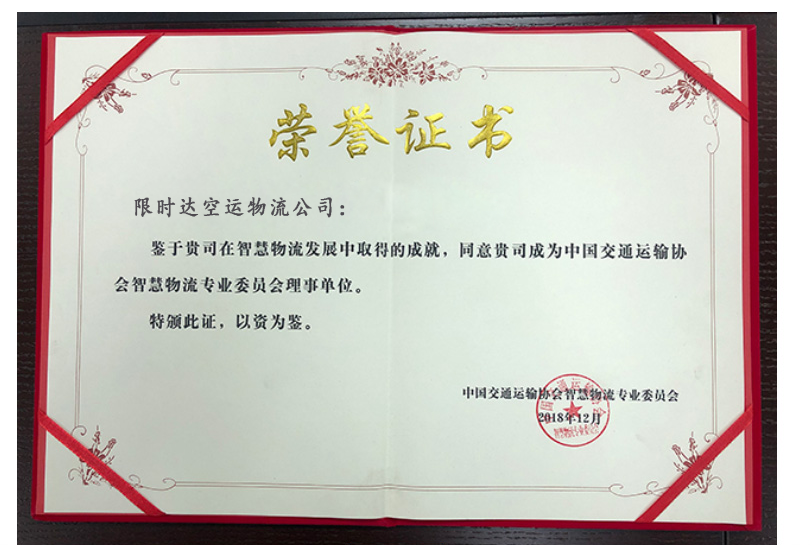 荣誉证书
限时达空运物流公司：
鉴于贵司在智慧物流发展中取得的成就，同意贵司成为中国交通运输协
会智慧物流专业委员会理事单位。
特颁此证，以资为鉴。
中国交通运输协会智慧物流专业委员会
2018年12月